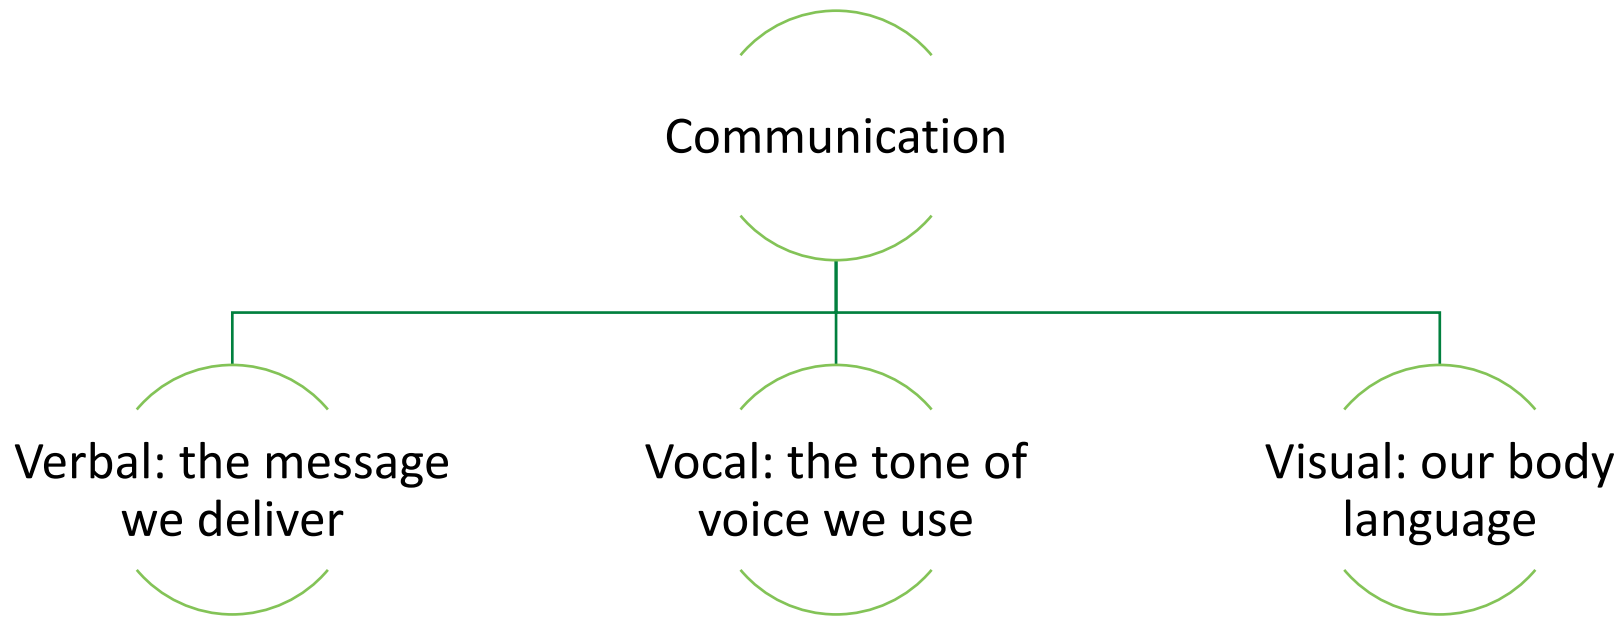 Communication
Verbal: the message
we deliver
Vocal: the tone of
voice we use
Visual: our body
language